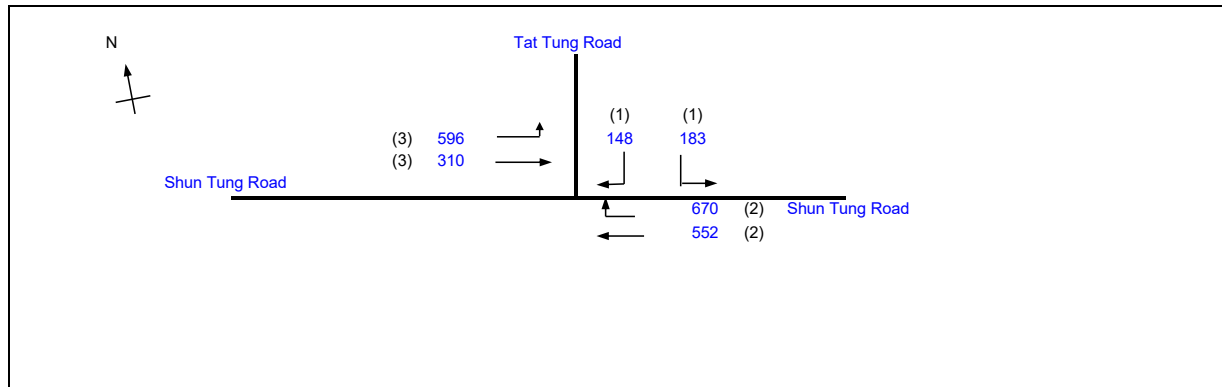 N
Tat Tung Road
(1) (1)
(3) 596 148 183
(3) 310
Shun Tung Road
670 (2) Shun Tung Road
552 (2)